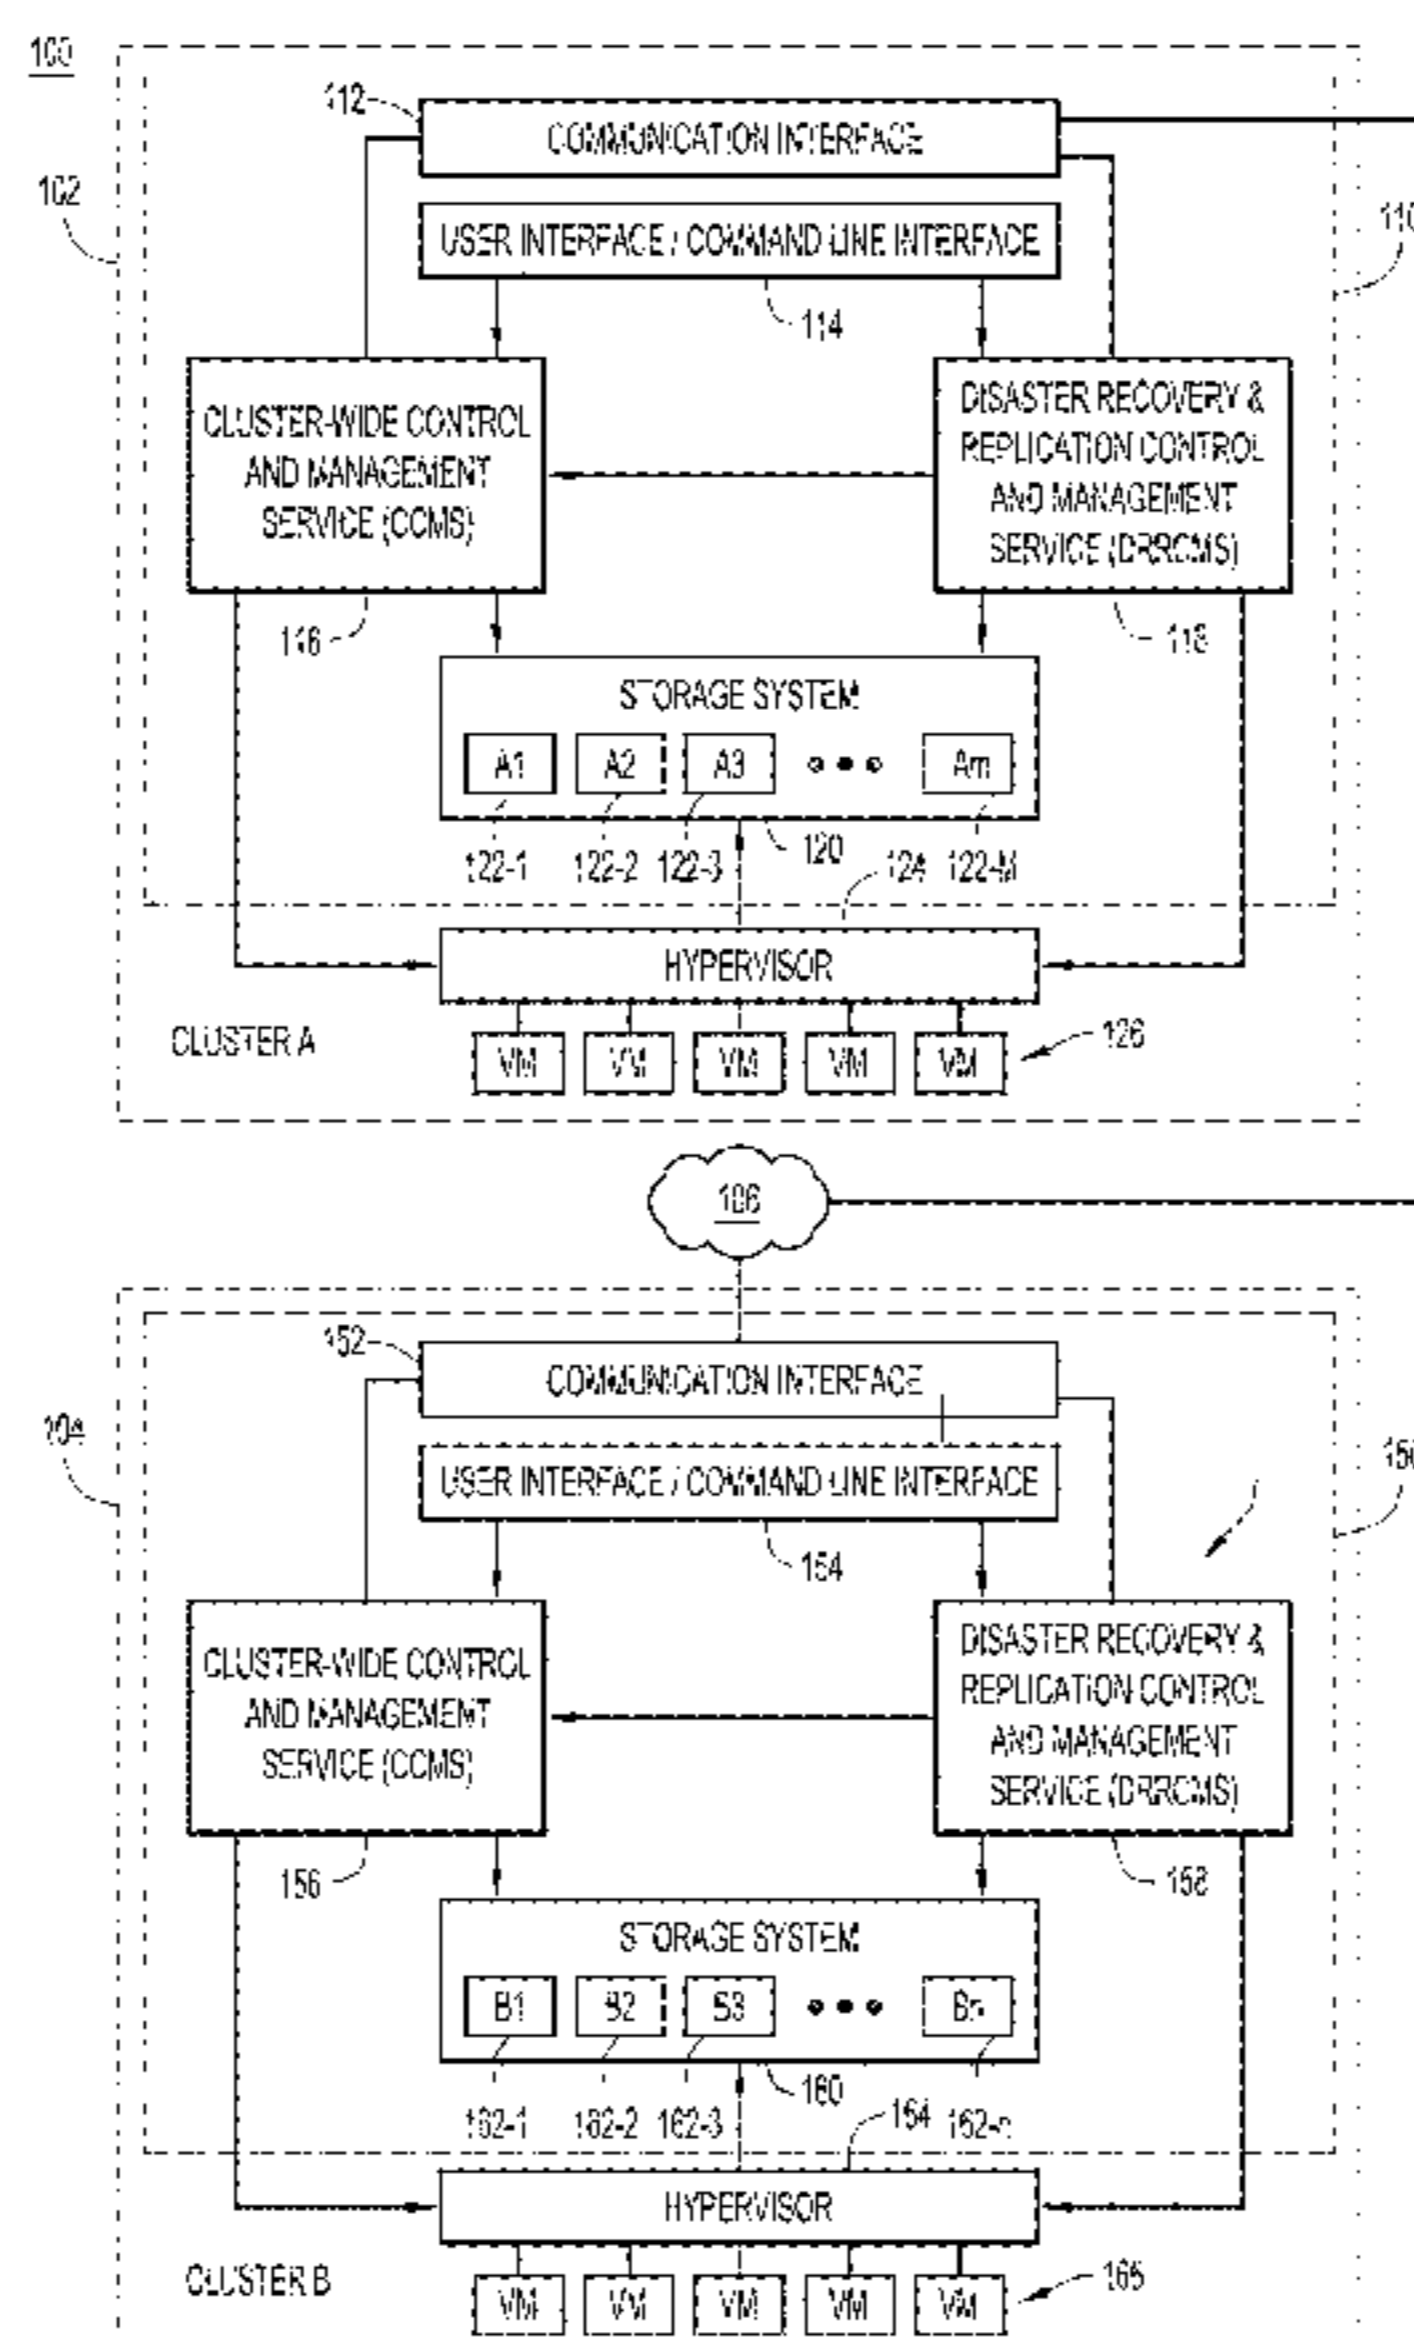 100
112
COMMUNICATION INTERFACE
102
110
USER INTERFACE / COMMAND LINE INTERFACE
114
CLUSTER-WIDE CONTROL
AND MANAGEMENT
SERVICE (CCMS)
DISASTER RECOVERY &
REPLICATION CONTROL
AND MANAGEMENT
SERVICE (DRRCMS)
116
118
STORAGE SYSTEM
A1 A2 A3 ••• Am
120
122-1 122-2 122-3 124 122-M
HYPERVISOR
CLUSTER A
VM VM VM VM VM
126
106
152
COMMUNICATION INTERFACE
104
USER INTERFACE / COMMAND LINE INTERFACE
154
CLUSTER-WIDE CONTROL
AND MANAGEMENT
SERVICE (CCMS)
DISASTER RECOVERY &
REPLICATION CONTROL
AND MANAGEMENT
SERVICE (DRRCMS)
156
158
STORAGE SYSTEM
B1 B2 B3 ••• Bn
160
162-1 162-2 162-3 164 162-n
HYPERVISOR
CLUSTER B
VM VM VM VM VM